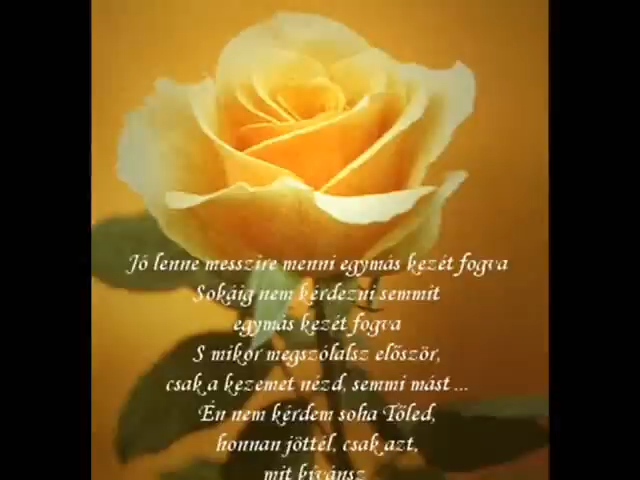 Jó lenne messzire menni egymás kezét fogva
Sokáig nem kérdezni semmit
egymás kezét fogva
S mikor megszólalsz először,
csak a kezemet nézd, semmi mást ...
Én nem kérdem soha Tőled,
honnan jöttél, csak azt,
mit kívánsz